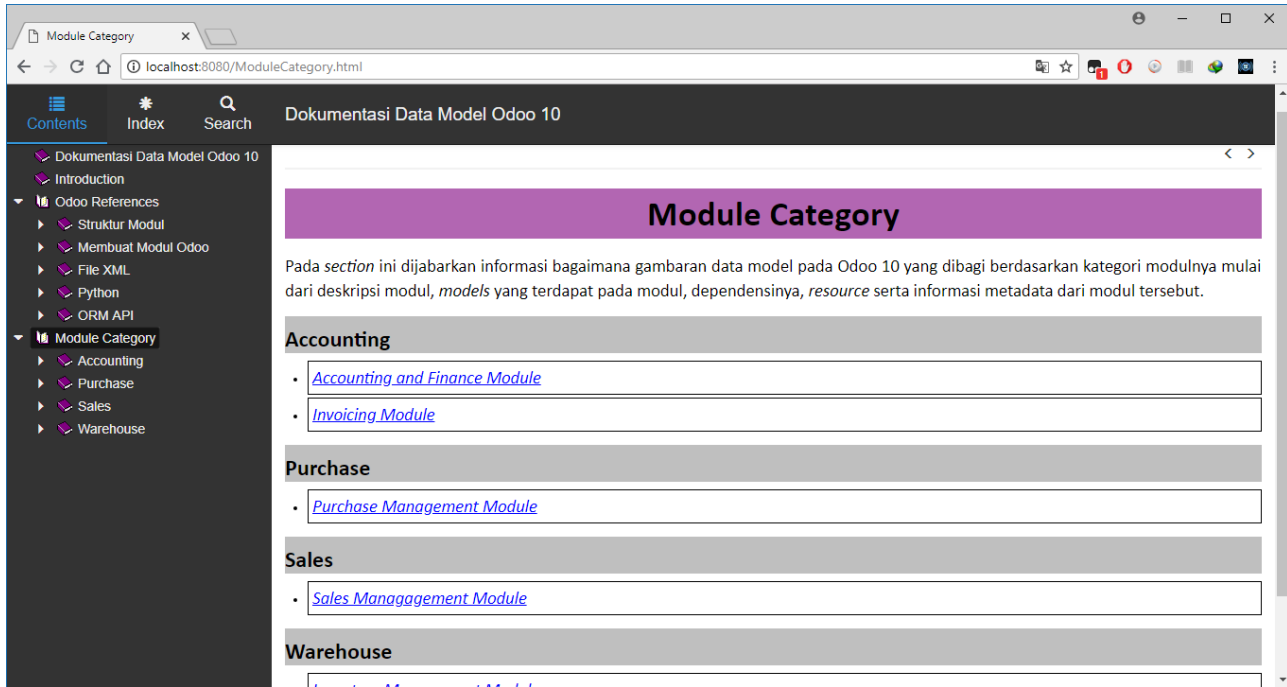 Module Category
localhost:8080/ModuleCategory.html
1
Contents
Index
Search
Dokumentasi Data Model Odoo 10
Dokumentasi Data Model Odoo 10
Introduction
Odoo References
Struktur Modul
Membuat Modul Odoo
File XML
Python
ORM API
Module Category
Accounting
Purchase
Sales
Warehouse
Module Category
Pada section ini dijabarkan informasi bagaimana gambaran data model pada Odoo 10 yang dibagi berdasarkan kategori modulnya mulai
dari deskripsi modul, models yang terdapat pada modul, dependensinya, resource serta informasi metadata dari modul tersebut.
Accounting
Accounting and Finance Module
Invoicing Module
Purchase
Purchase Management Module
Sales
Sales Managagement Module
Warehouse